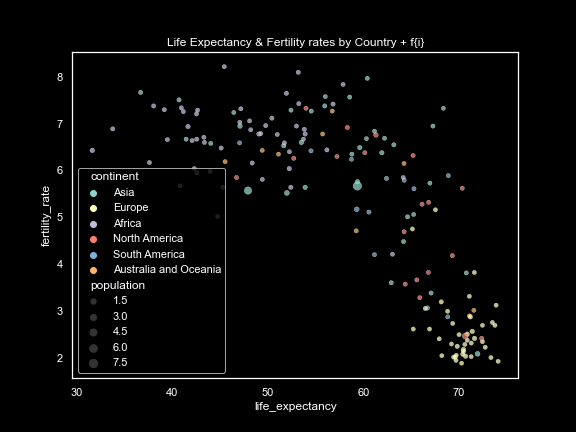 Life Expectancy & Fertility rates by Country + f{i}
8
7
6
5
4
3
2
fertility_rate
continent
Asia
Europe
Africa
North America
South America
Australia and Oceania
population
1.5
3.0
4.5
6.0
7.5
30 40 50 60 70
life_expectancy